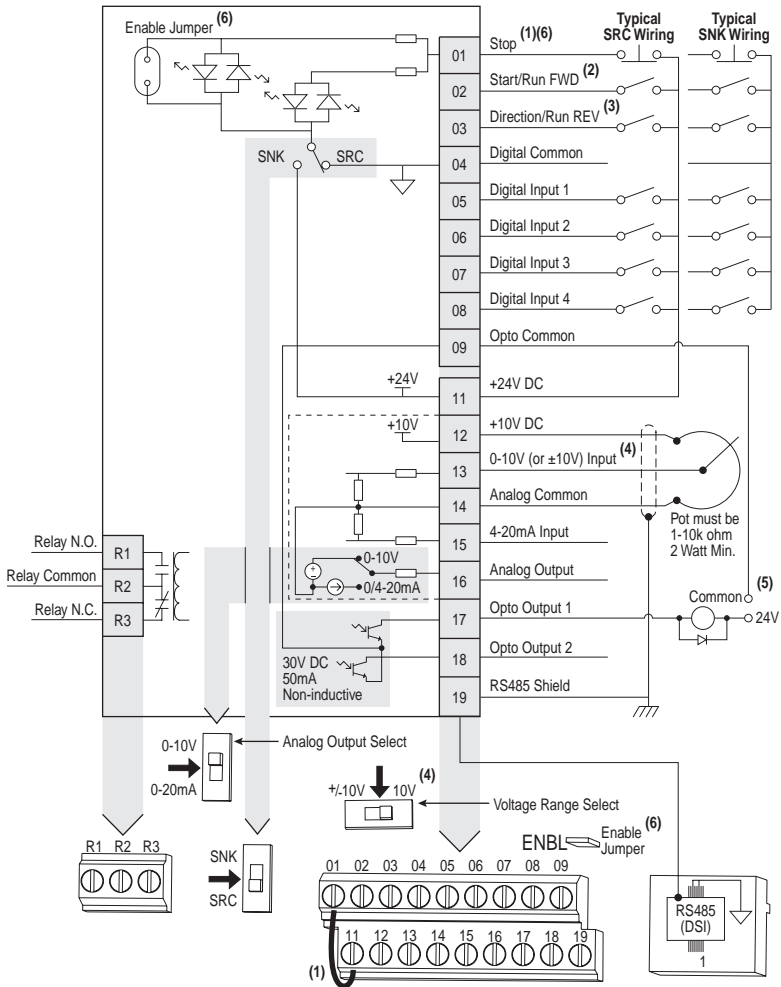 Enable Jumper (6)
Typical SRC Wiring
Typical SNK Wiring
01 Stop (1)(6)
02 Start/Run FWD (2)
03 Direction/Run REV (3)
SNK SRC
04 Digital Common
05 Digital Input 1
06 Digital Input 2
07 Digital Input 3
08 Digital Input 4
09 Opto Common
+24V
11 +24V DC
+10V
12 +10V DC
13 0-10V (or ±10V) Input (4)
14 Analog Common
Pot must be
1-10k ohm
2 Watt Min.
15 4-20mA Input
Relay N.O. R1
0-10V
16 Analog Output
Relay Common R2
0/4-20mA
Common (5)
Relay N.C. R3
17 Opto Output 1
24V
30V DC
50mA
Non-inductive
18 Opto Output 2
19 RS485 Shield
0-10V
0-20mA
Analog Output Select
+/-10V 10V (4)
Voltage Range Select
ENBL Enable Jumper (6)
R1 R2 R3
SNK
SRC
01 02 03 04 05 06 07 08 09
11 12 13 14 15 16 17 18 19
(1)
RS485
(DSI)
1